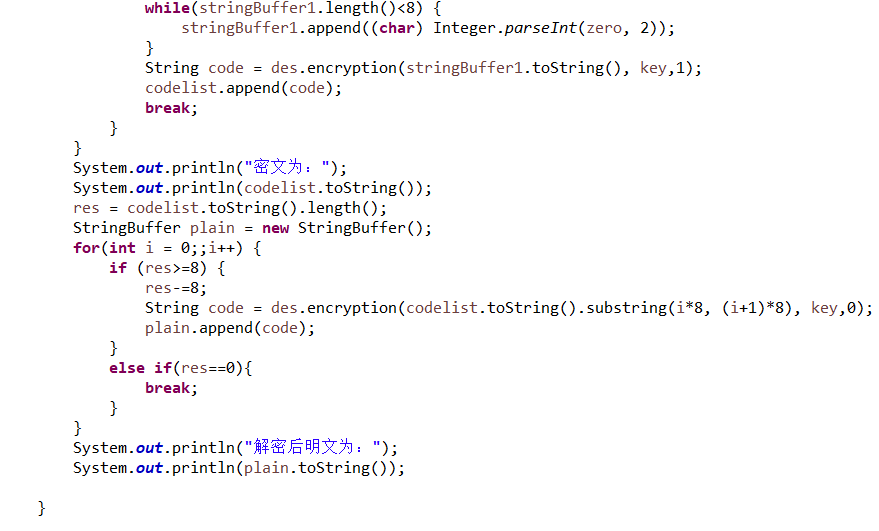 while(stringBuffer1.length()<8) {
stringBuffer1.append((char) Integer.parseInt(zero, 2));
}
String code = des.encryption(stringBuffer1.toString(), key,1);
codelist.append(code);
break;
}
}
System.out.println("密文为：");
System.out.println(codelist.toString());
res = codelist.toString().length();
StringBuffer plain = new StringBuffer();
for(int i = 0;;i++) {
if (res>=8) {
res-=8;
String code = des.encryption(codelist.toString().substring(i*8, (i+1)*8), key,0);
plain.append(code);
}
else if(res==0){
break;
}
}
System.out.println("解密后明文为：");
System.out.println(plain.toString());
}